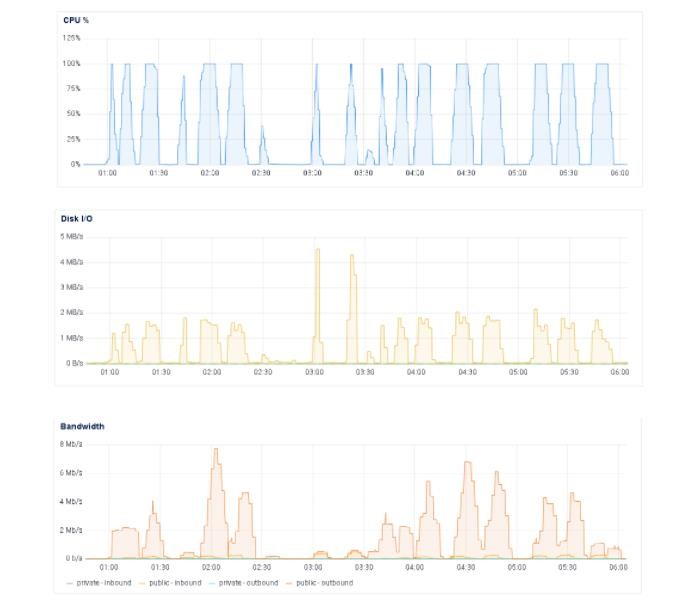 CPU %
125%
100%
75%
50%
25%
0%
01:00 01:30 02:00 02:30 03:00 03:30 04:00 04:30 05:00 05:30 06:00
Disk I/O
5 MB/s
4 MB/s
3 MB/s
2 MB/s
1 MB/s
0 B/s
01:00 01:30 02:00 02:30 03:00 03:30 04:00 04:30 05:00 05:30 06:00
Bandwidth
8 Mb/s
6 Mb/s
4 Mb/s
2 Mb/s
0 b/s
01:00 01:30 02:00 02:30 03:00 03:30 04:00 04:30 05:00 05:30 06:00
private-inbound public-inbound private-outbound public-outbound